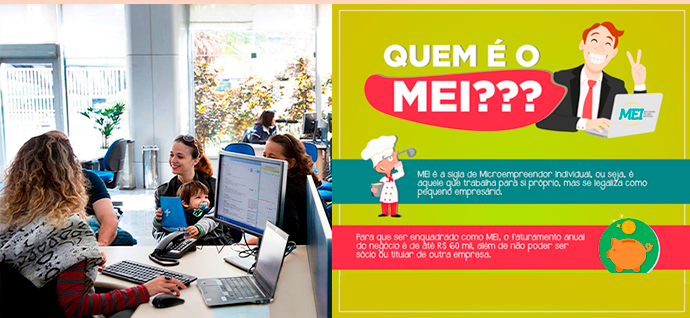 QUEM É O
MEI???
MEI
MEI é a sigla de Microempreendor Individual, ou seja, é
aquele que trabalha para si próprio, mas se legaliza como
pequeno empresário.
Para que ser enquadrado como MEI, o faturamento anual
do negócio é de até R$ 60 mil, além de não poder ser
sócio ou titular de outra empresa.